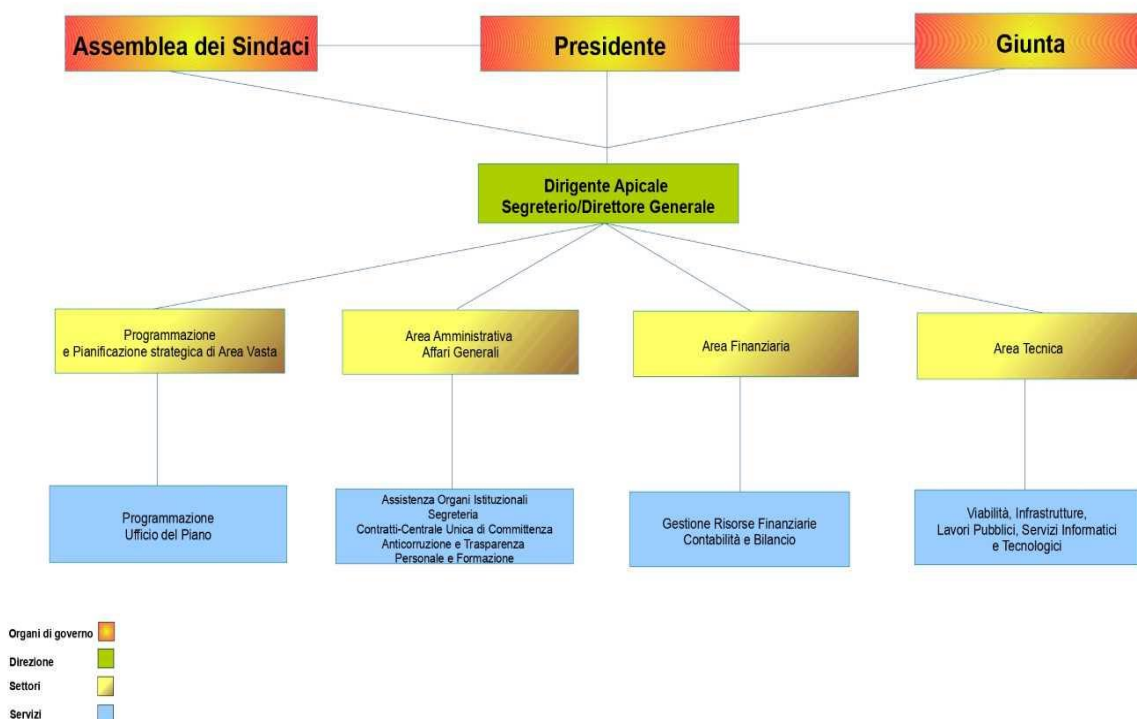 Assemblea dei Sindaci
Presidente
Giunta
Dirigente Apicale
Segreterio/Direttore Generale
Programmazione
e Pianificazione strategica di Area Vasta
Area Amministrativa
Affari Generali
Area Finanziaria
Area Tecnica
Programmazione
Ufficio del Piano
Assistenza Organi Istituzionali
Segreteria
Contratti-Centrale Unica di Committenza
Anticorruzione e Trasparenza
Personale e Formazione
Gestione Risorse Finanziarie
Contabilità e Bilancio
Viabilità, Infrastrutture,
Lavori Pubblici, Servizi Informatici
e Tecnologici
Organi di governo
Direzione
Settori
Servizi